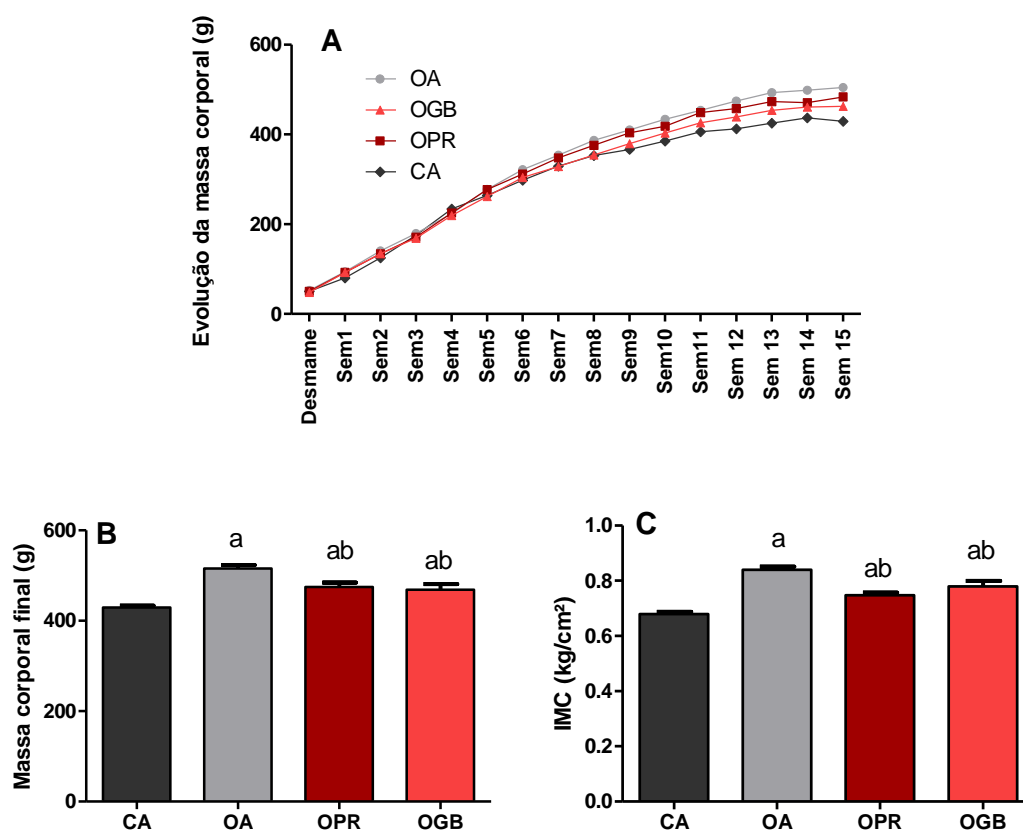 A
Evolução da massa corporal (g)
600
400
200
0
OA
OGB
OPR
CA
Desmame
Sem1
Sem2
Sem3
Sem4
Sem5
Sem6
Sem7
Sem8
Sem9
Sem10
Sem11
Sem 12
Sem 13
Sem 14
Sem 15
B
Massa corporal final (g)
600
400
200
0
a
ab
ab
CA OA OPR OGB
C
IMC (kg/cm²)
1.0
0.8
0.6
0.4
0.2
0.0
a
ab
ab
CA OA OPR OGB